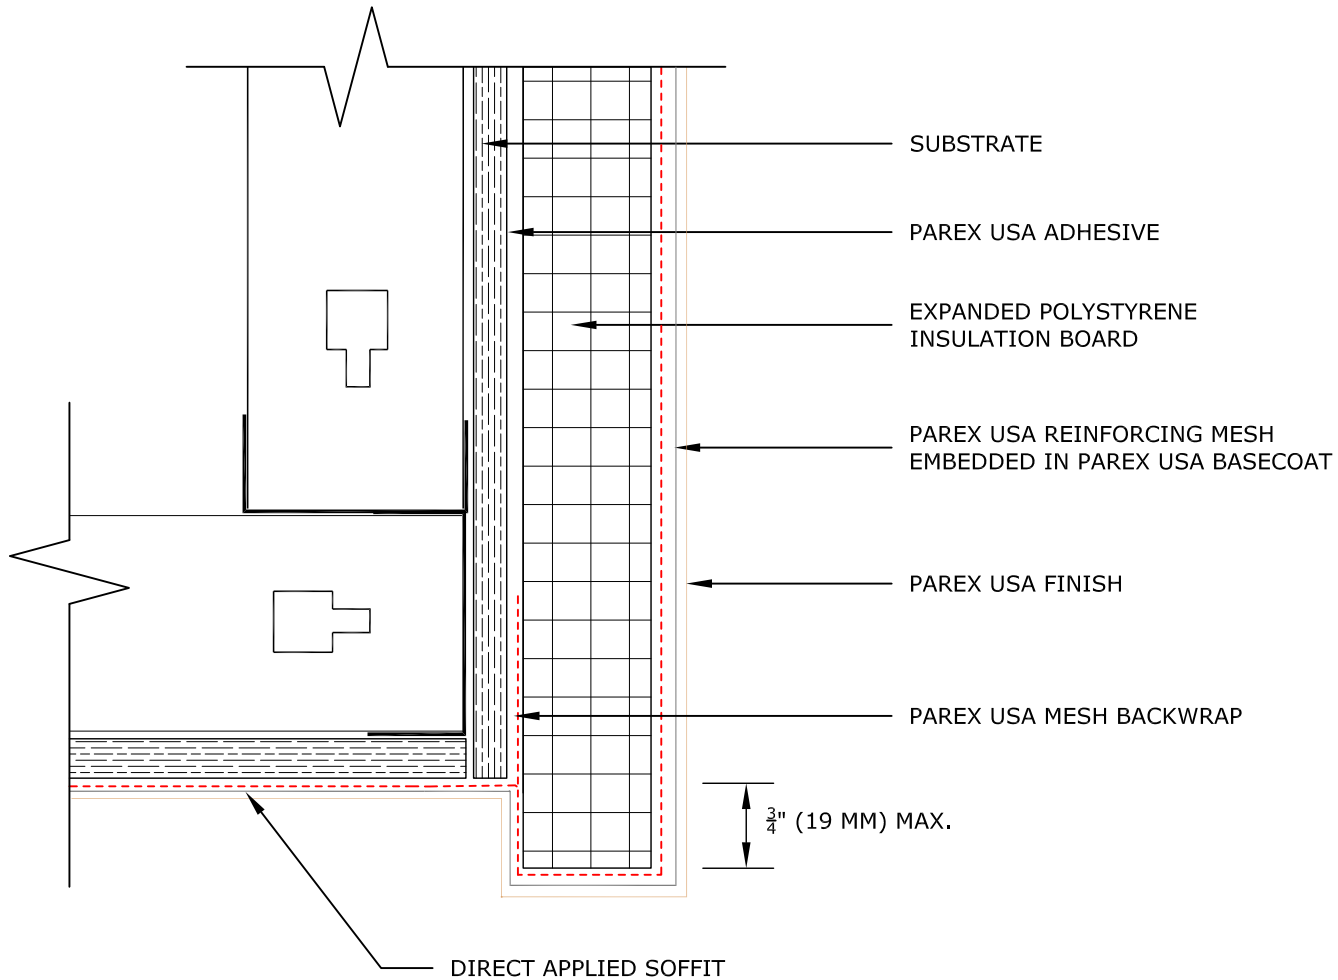 SUBSTRATE
PAREX USA ADHESIVE
EXPANDED POLYSTYRENE
INSULATION BOARD
PAREX USA REINFORCING MESH
EMBEDDED IN PAREX USA BASECOAT
PAREX USA FINISH
PAREX USA MESH BACKWRAP
3/4" (19 MM) MAX.
DIRECT APPLIED SOFFIT